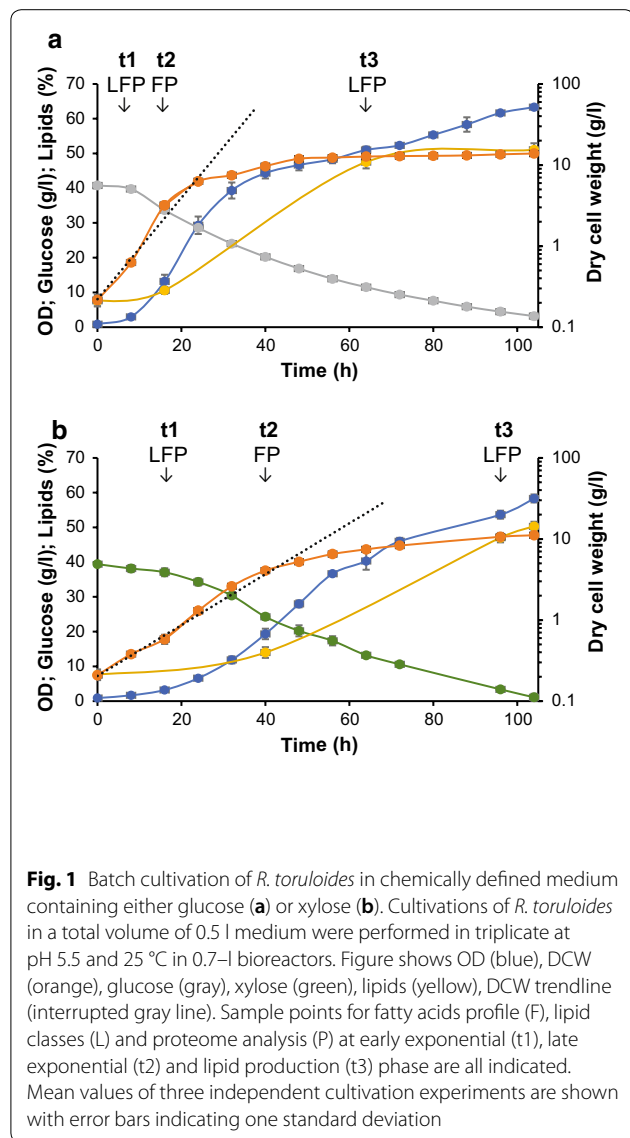 a
t1 t2 t3
LFP FP LFP
70 100
60
50 10
40
30 1
20
10
0 0.1
0 20 40 60 80 100
Time (h)
OD; Glucose (g/l); Lipids (%)
Dry cell weight (g/l)
b
t1 t2 t3
LFP FP LFP
70 100
60
50 10
40
30 1
20
10
0 0.1
0 20 40 60 80 100
Time (h)
OD; Glucose (g/l); Lipids (%)
Dry cell weight (g/l)
Fig. 1 Batch cultivation of R. toruloides in chemically defined medium
containing either glucose (a) or xylose (b). Cultivations of R. toruloides
in a total volume of 0.5 l medium were performed in triplicate at
pH 5.5 and 25 °C in 0.7–l bioreactors. Figure shows OD (blue), DCW
(orange), glucose (gray), xylose (green), lipids (yellow), DCW trendline
(interrupted gray line). Sample points for fatty acids profile (F), lipid
classes (L) and proteome analysis (P) at early exponential (t1), late
exponential (t2) and lipid production (t3) phase are all indicated.
Mean values of three independent cultivation experiments are shown
with error bars indicating one standard deviation